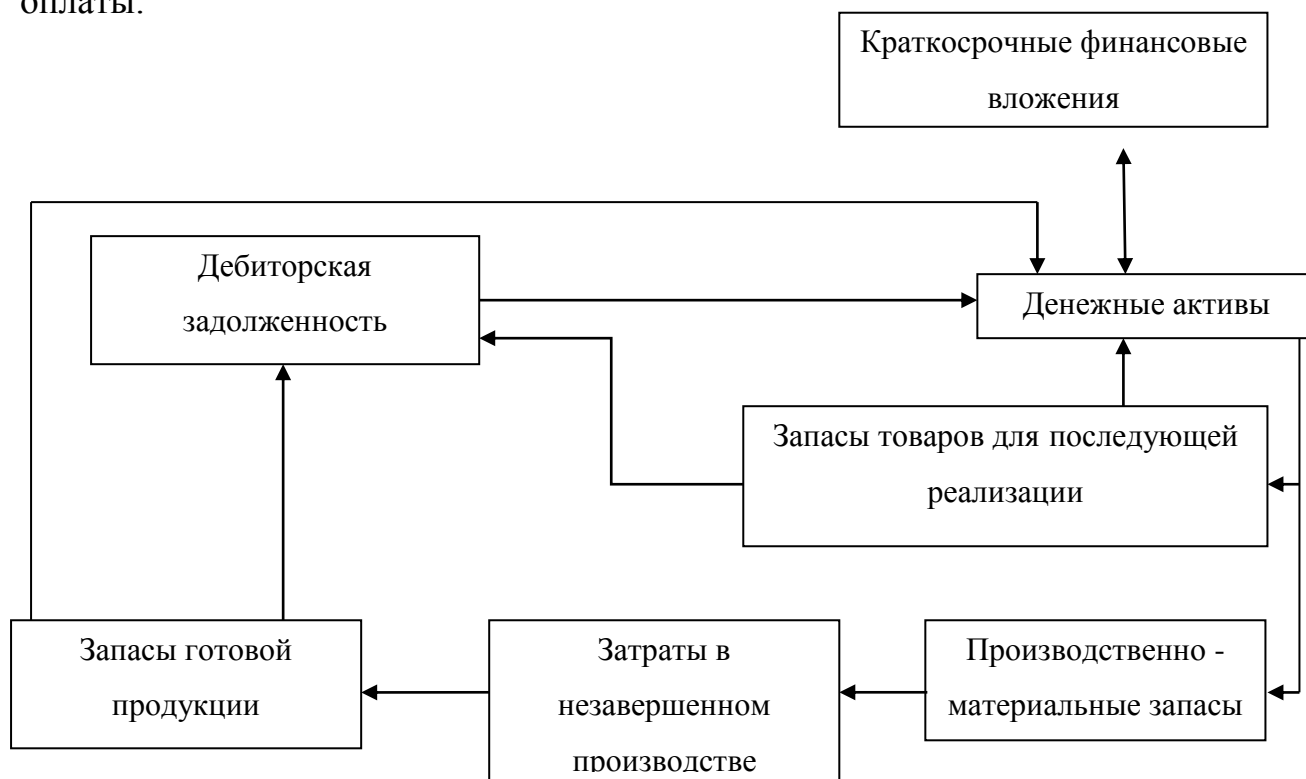 оплаты.
Краткосрочные финансовые
вложения
Дебиторская
задолженность
Денежные активы
Запасы товаров для последующей
реализации
Запасы готовой
продукции
Затраты в
незавершенном
производстве
Производственно -
материальные запасы